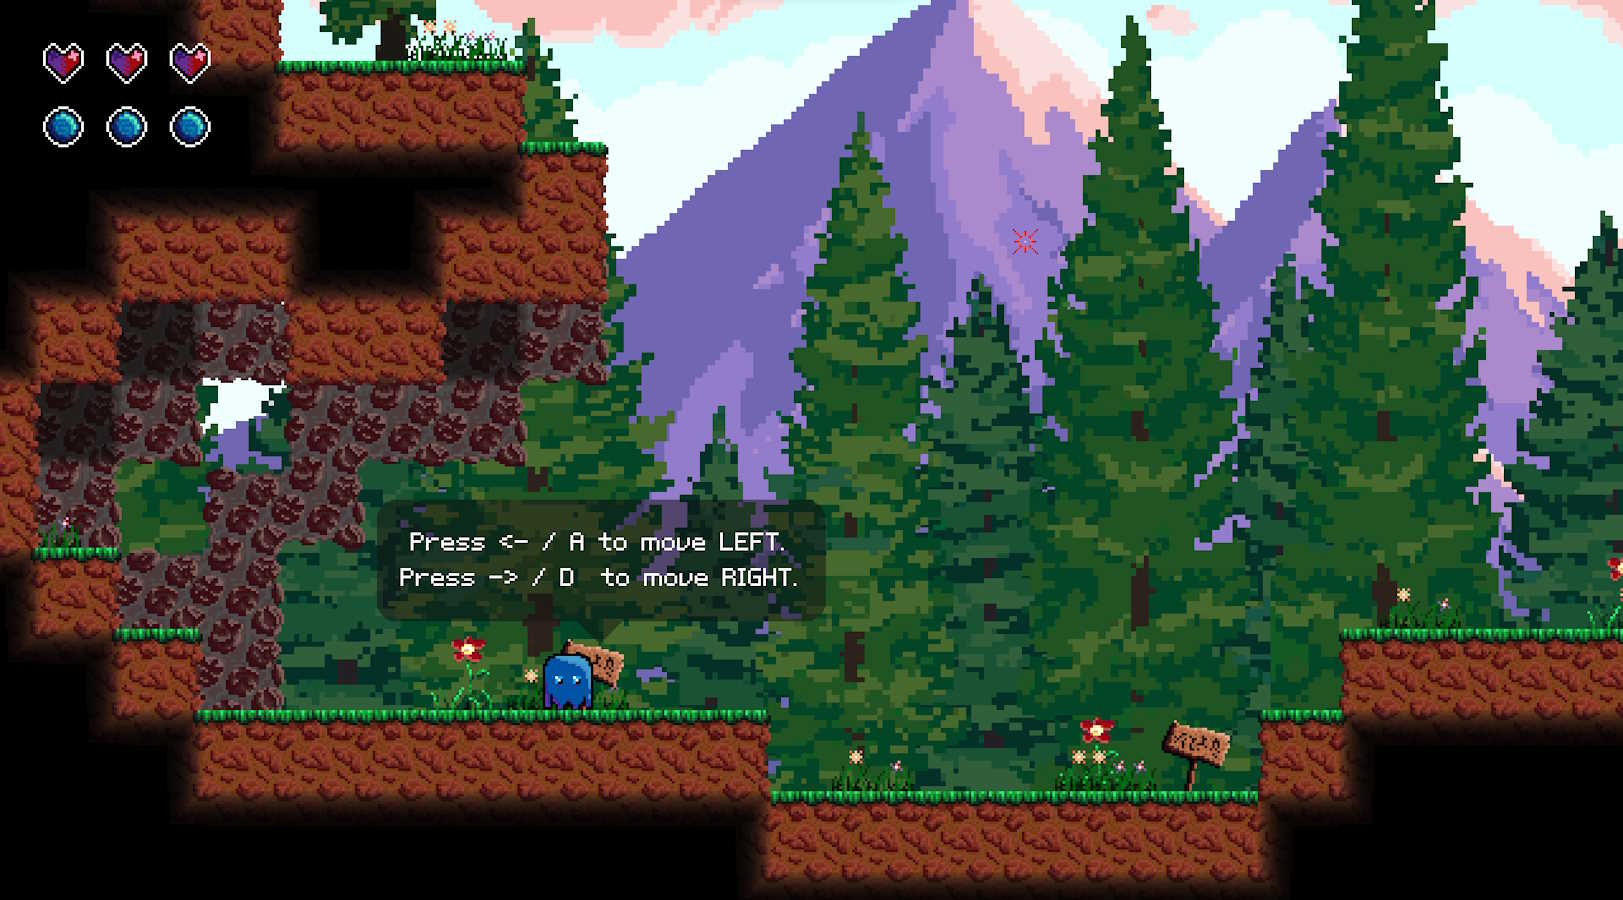 Press <- / A to move LEFT.
Press -> / D to move RIGHT.